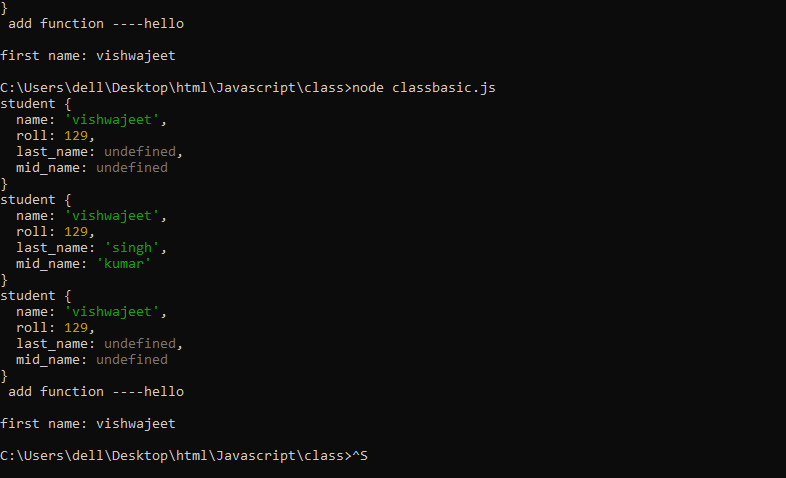 }
 add function ----hello

first name: vishwajeet

C:\Users\dell\Desktop\html\Javascript\class>node classbasic.js
student {
  name: 'vishwajeet',
  roll: 129,
  last_name: undefined,
  mid_name: undefined
}
student {
  name: 'vishwajeet',
  roll: 129,
  last_name: 'singh',
  mid_name: 'kumar'
}
student {
  name: 'vishwajeet',
  roll: 129,
  last_name: undefined,
  mid_name: undefined
}
 add function ----hello

first name: vishwajeet

C:\Users\dell\Desktop\html\Javascript\class>^S